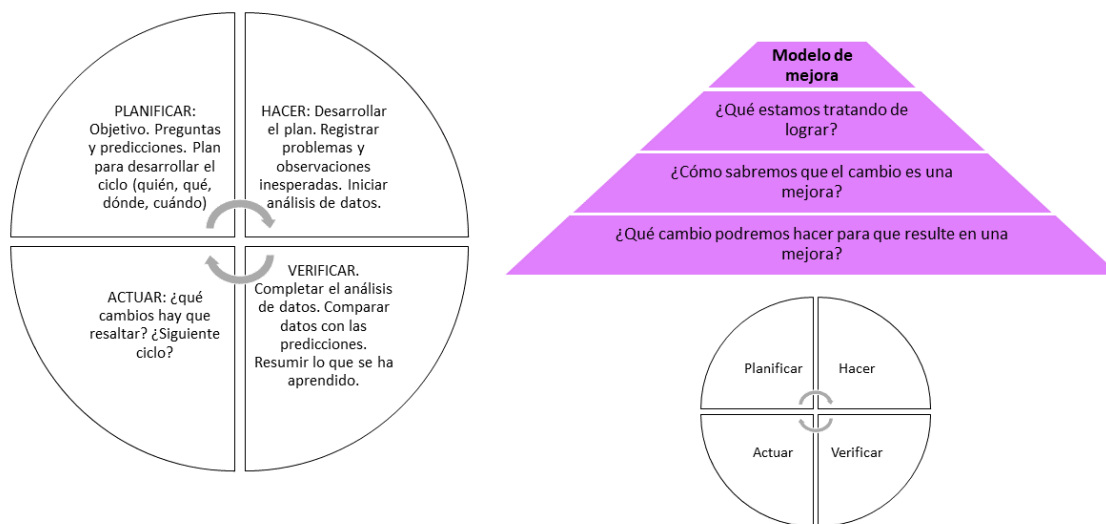 PLANIFICAR:
Objetivo. Preguntas
y predicciones. Plan
para desarrollar el
ciclo (quién, qué,
dónde, cuándo)
HACER: Desarrollar
el plan. Registrar
problemas y
observaciones
inesperadas. Iniciar
análisis de datos.
ACTUAR: ¿qué
cambios hay que
resaltar? ¿Siguiente
ciclo?
VERIFICAR.
Completar el análisis
de datos. Comparar
datos con las
predicciones.
Resumir lo que se ha
aprendido.
Modelo de
mejora
¿Qué estamos tratando de
lograr?
¿Cómo sabremos que el cambio es una
mejora?
¿Qué cambio podremos hacer para que resulte en una
mejora?
Planificar
Hacer
Actuar
Verificar